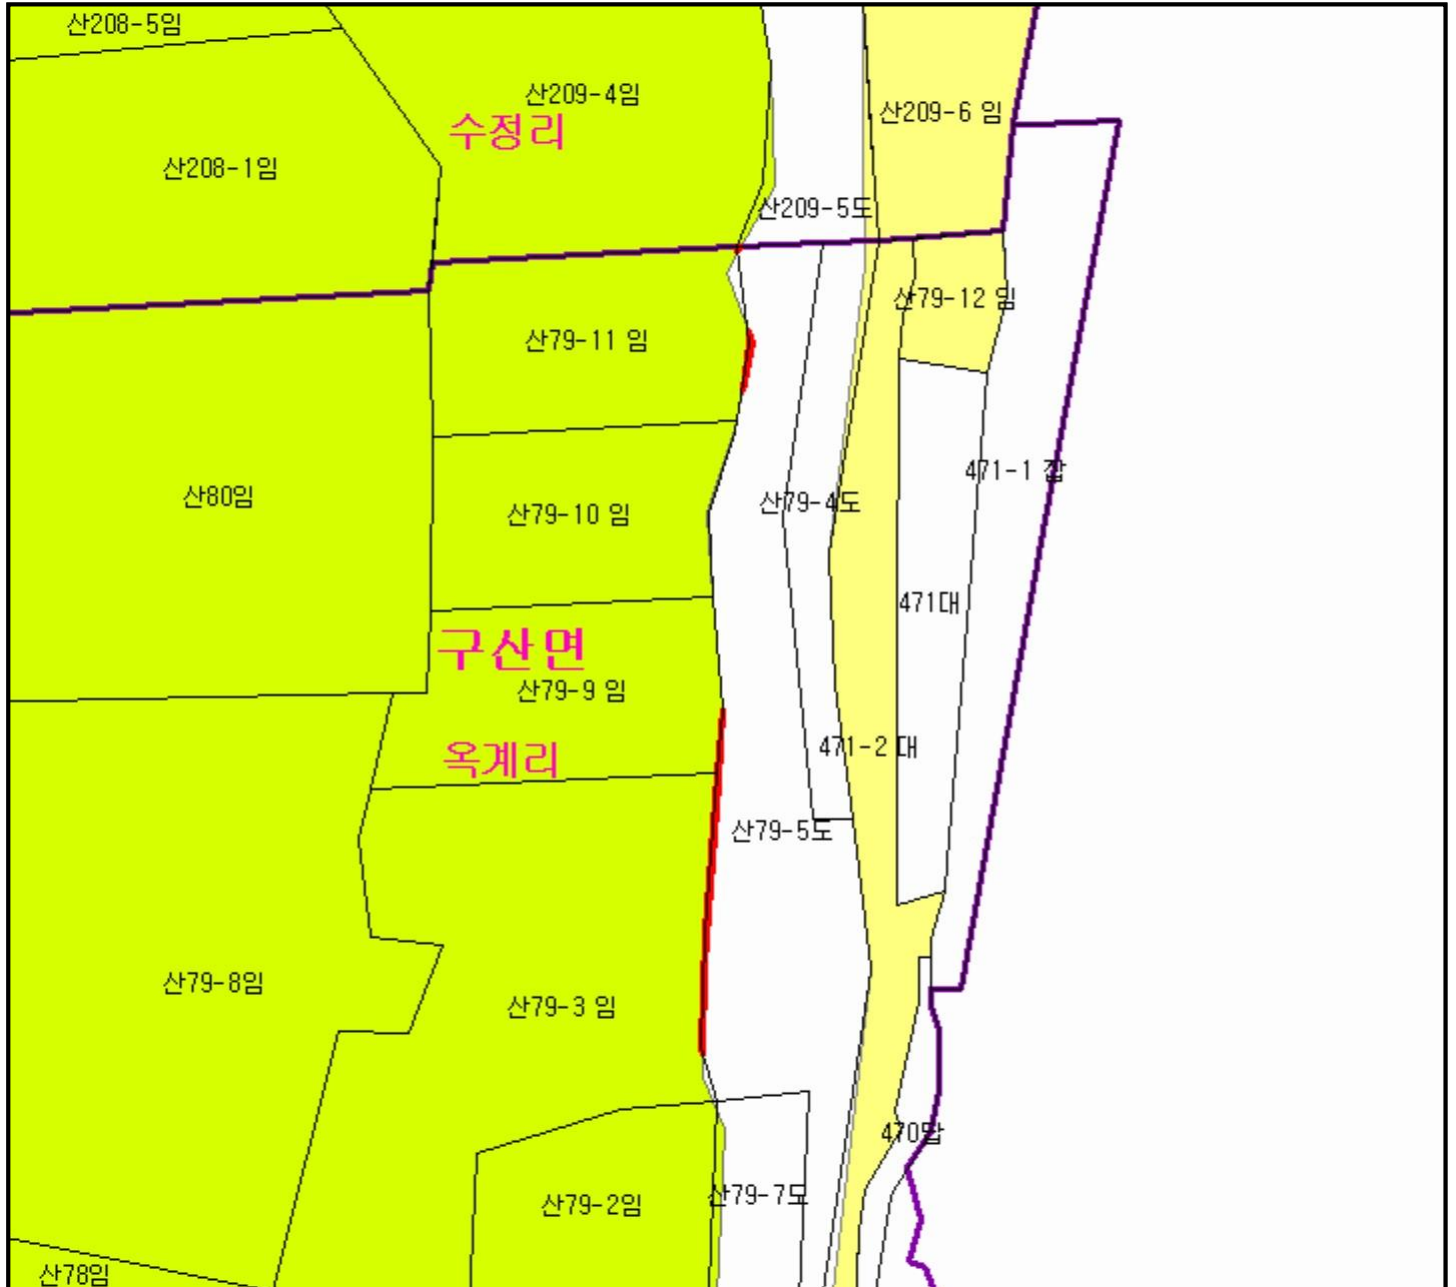 산208-5임
산209-4임
산209-6 임
수정리
산208-1임
산209-5도
산79-12 임
산79-11 임
471-1 잡
산80임
산79-10 임
산79-4도
471대
구산면
산79-9 임
옥계리
471-2 대
산79-5도
산79-8임
산79-3 임
470답
산79-2임
산79-7도
산78임